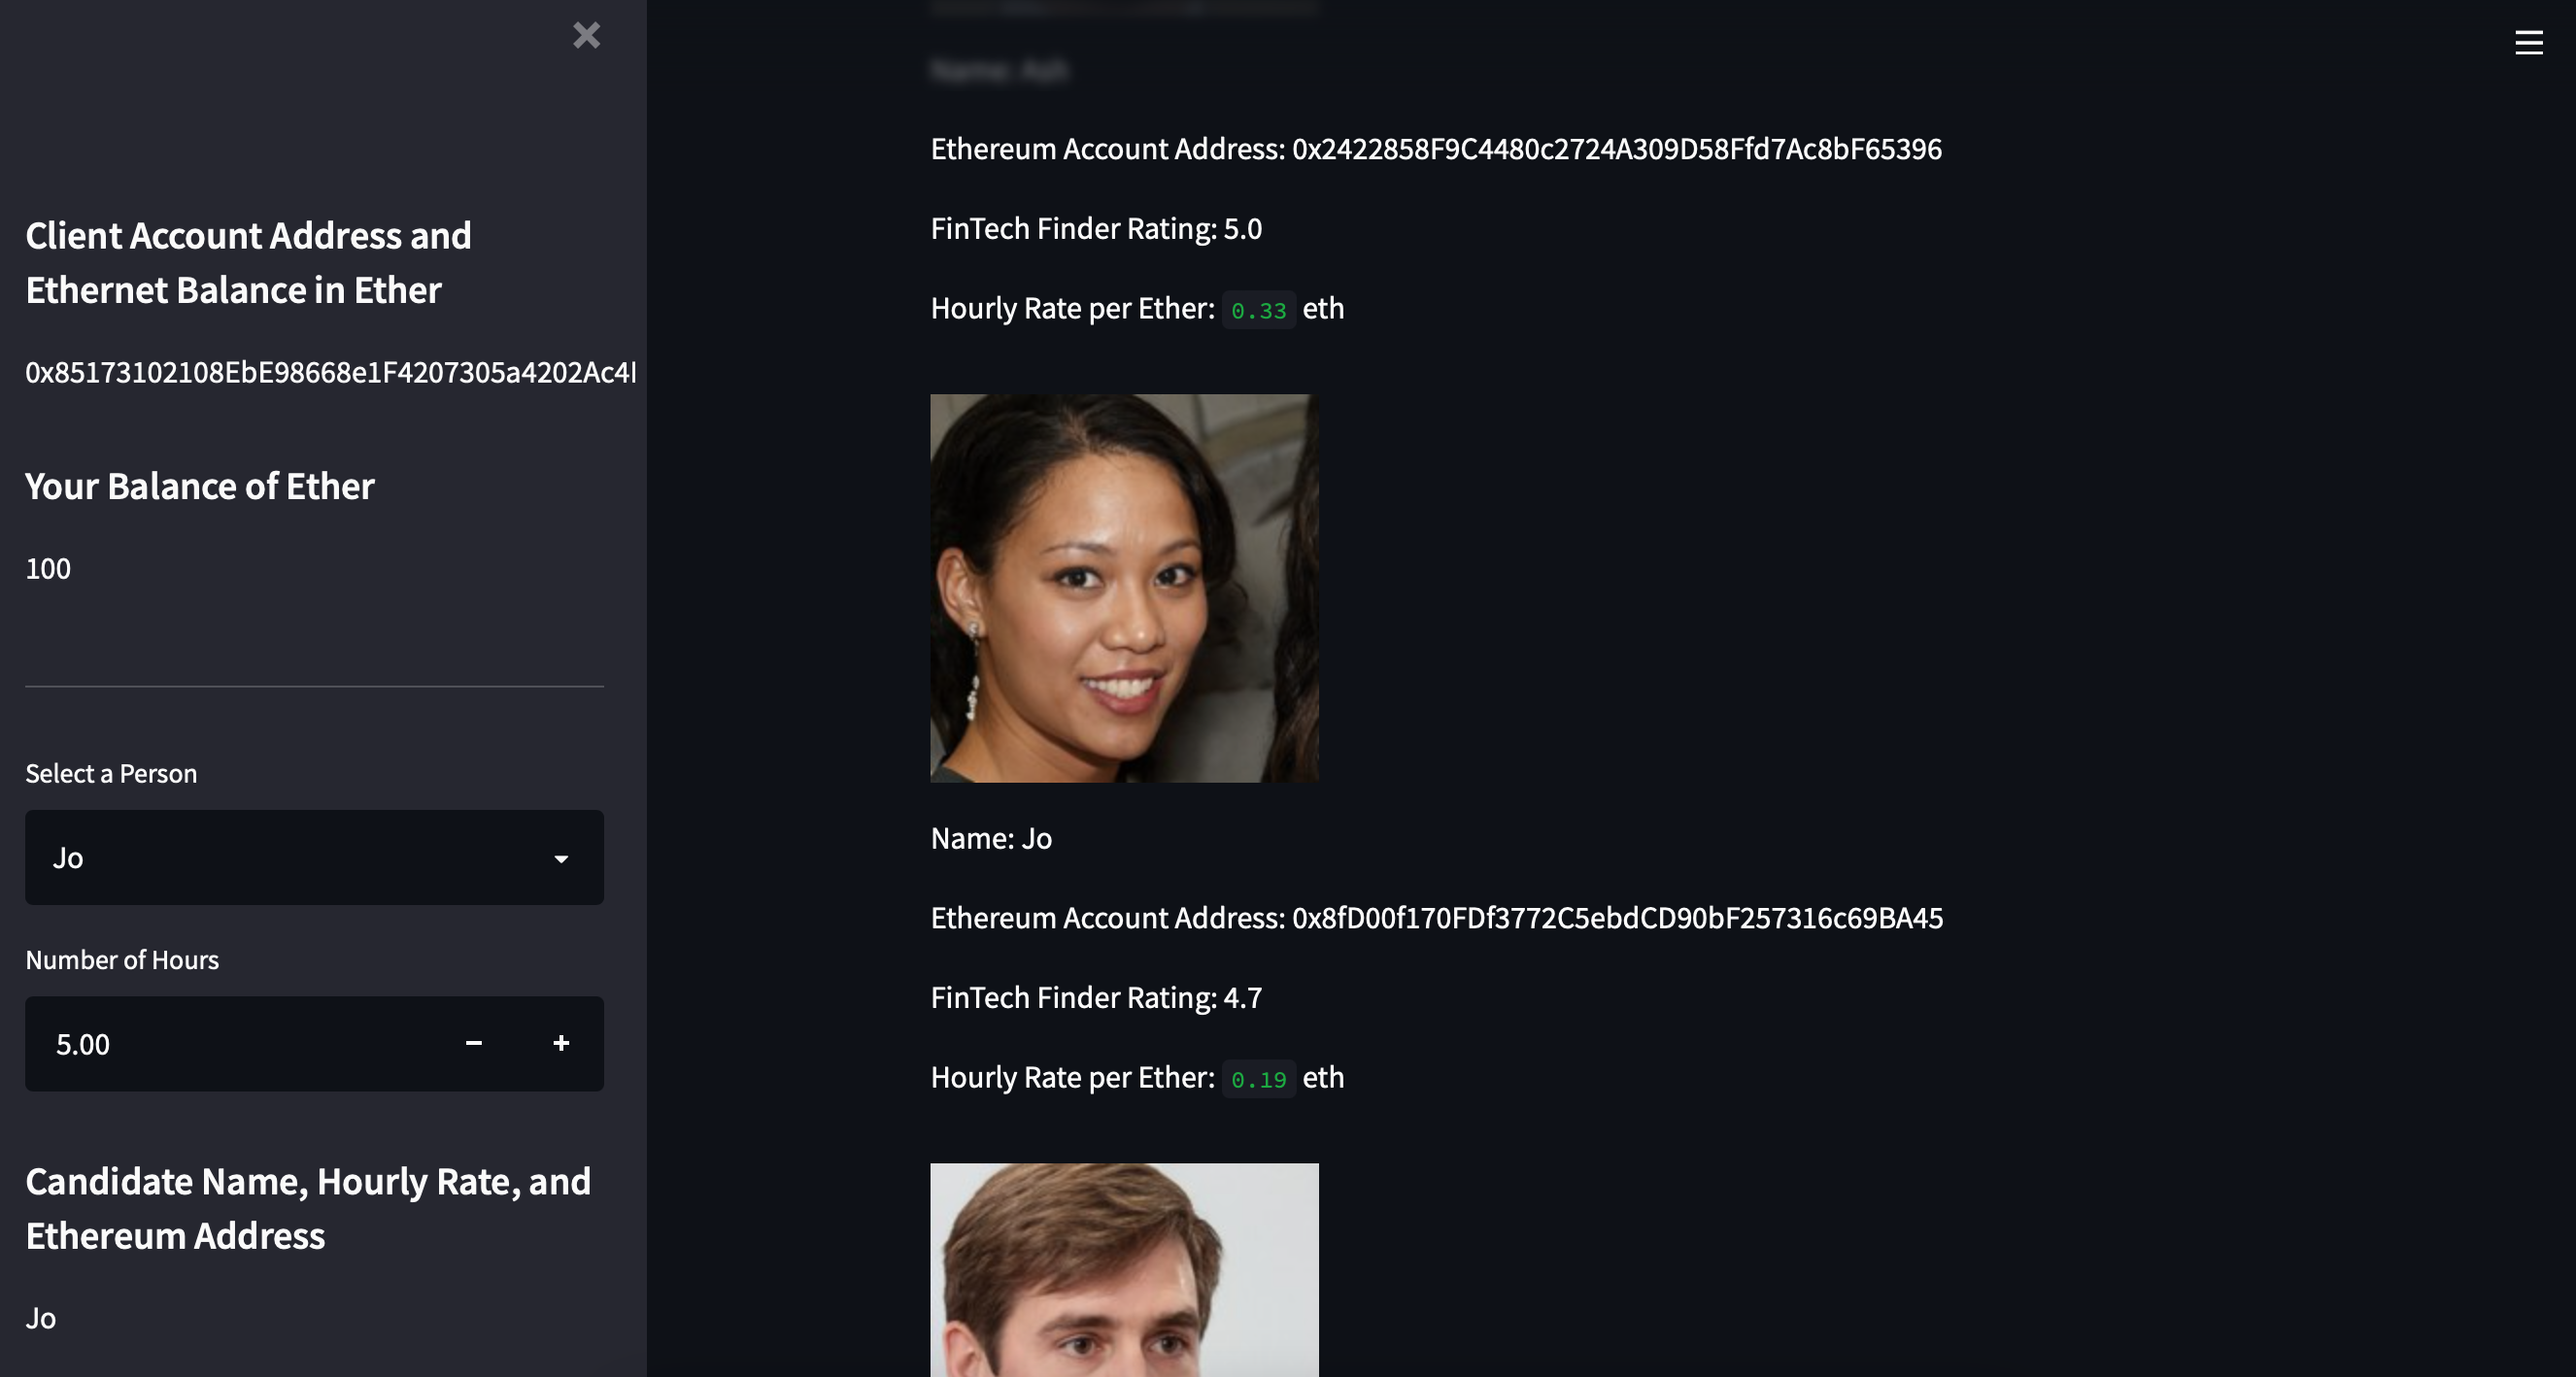 Client Account Address and
Ethernet Balance in Ether
0x85173102108EbE98668e1F4207305a4202Ac4
Your Balance of Ether
100
Select a Person
Jo
Number of Hours
5.00
Candidate Name, Hourly Rate, and
Ethereum Address
Jo
Name: Ash
Ethereum Account Address: 0x2422858F9C4480c2724A309D58Ffd7Ac8bF65396
FinTech Finder Rating: 5.0
Hourly Rate per Ether: 0.33 eth
Name: Jo
Ethereum Account Address: 0x8fD00f170FDf3772C5ebdCD90bF257316c69BA45
FinTech Finder Rating: 4.7
Hourly Rate per Ether: 0.19 eth